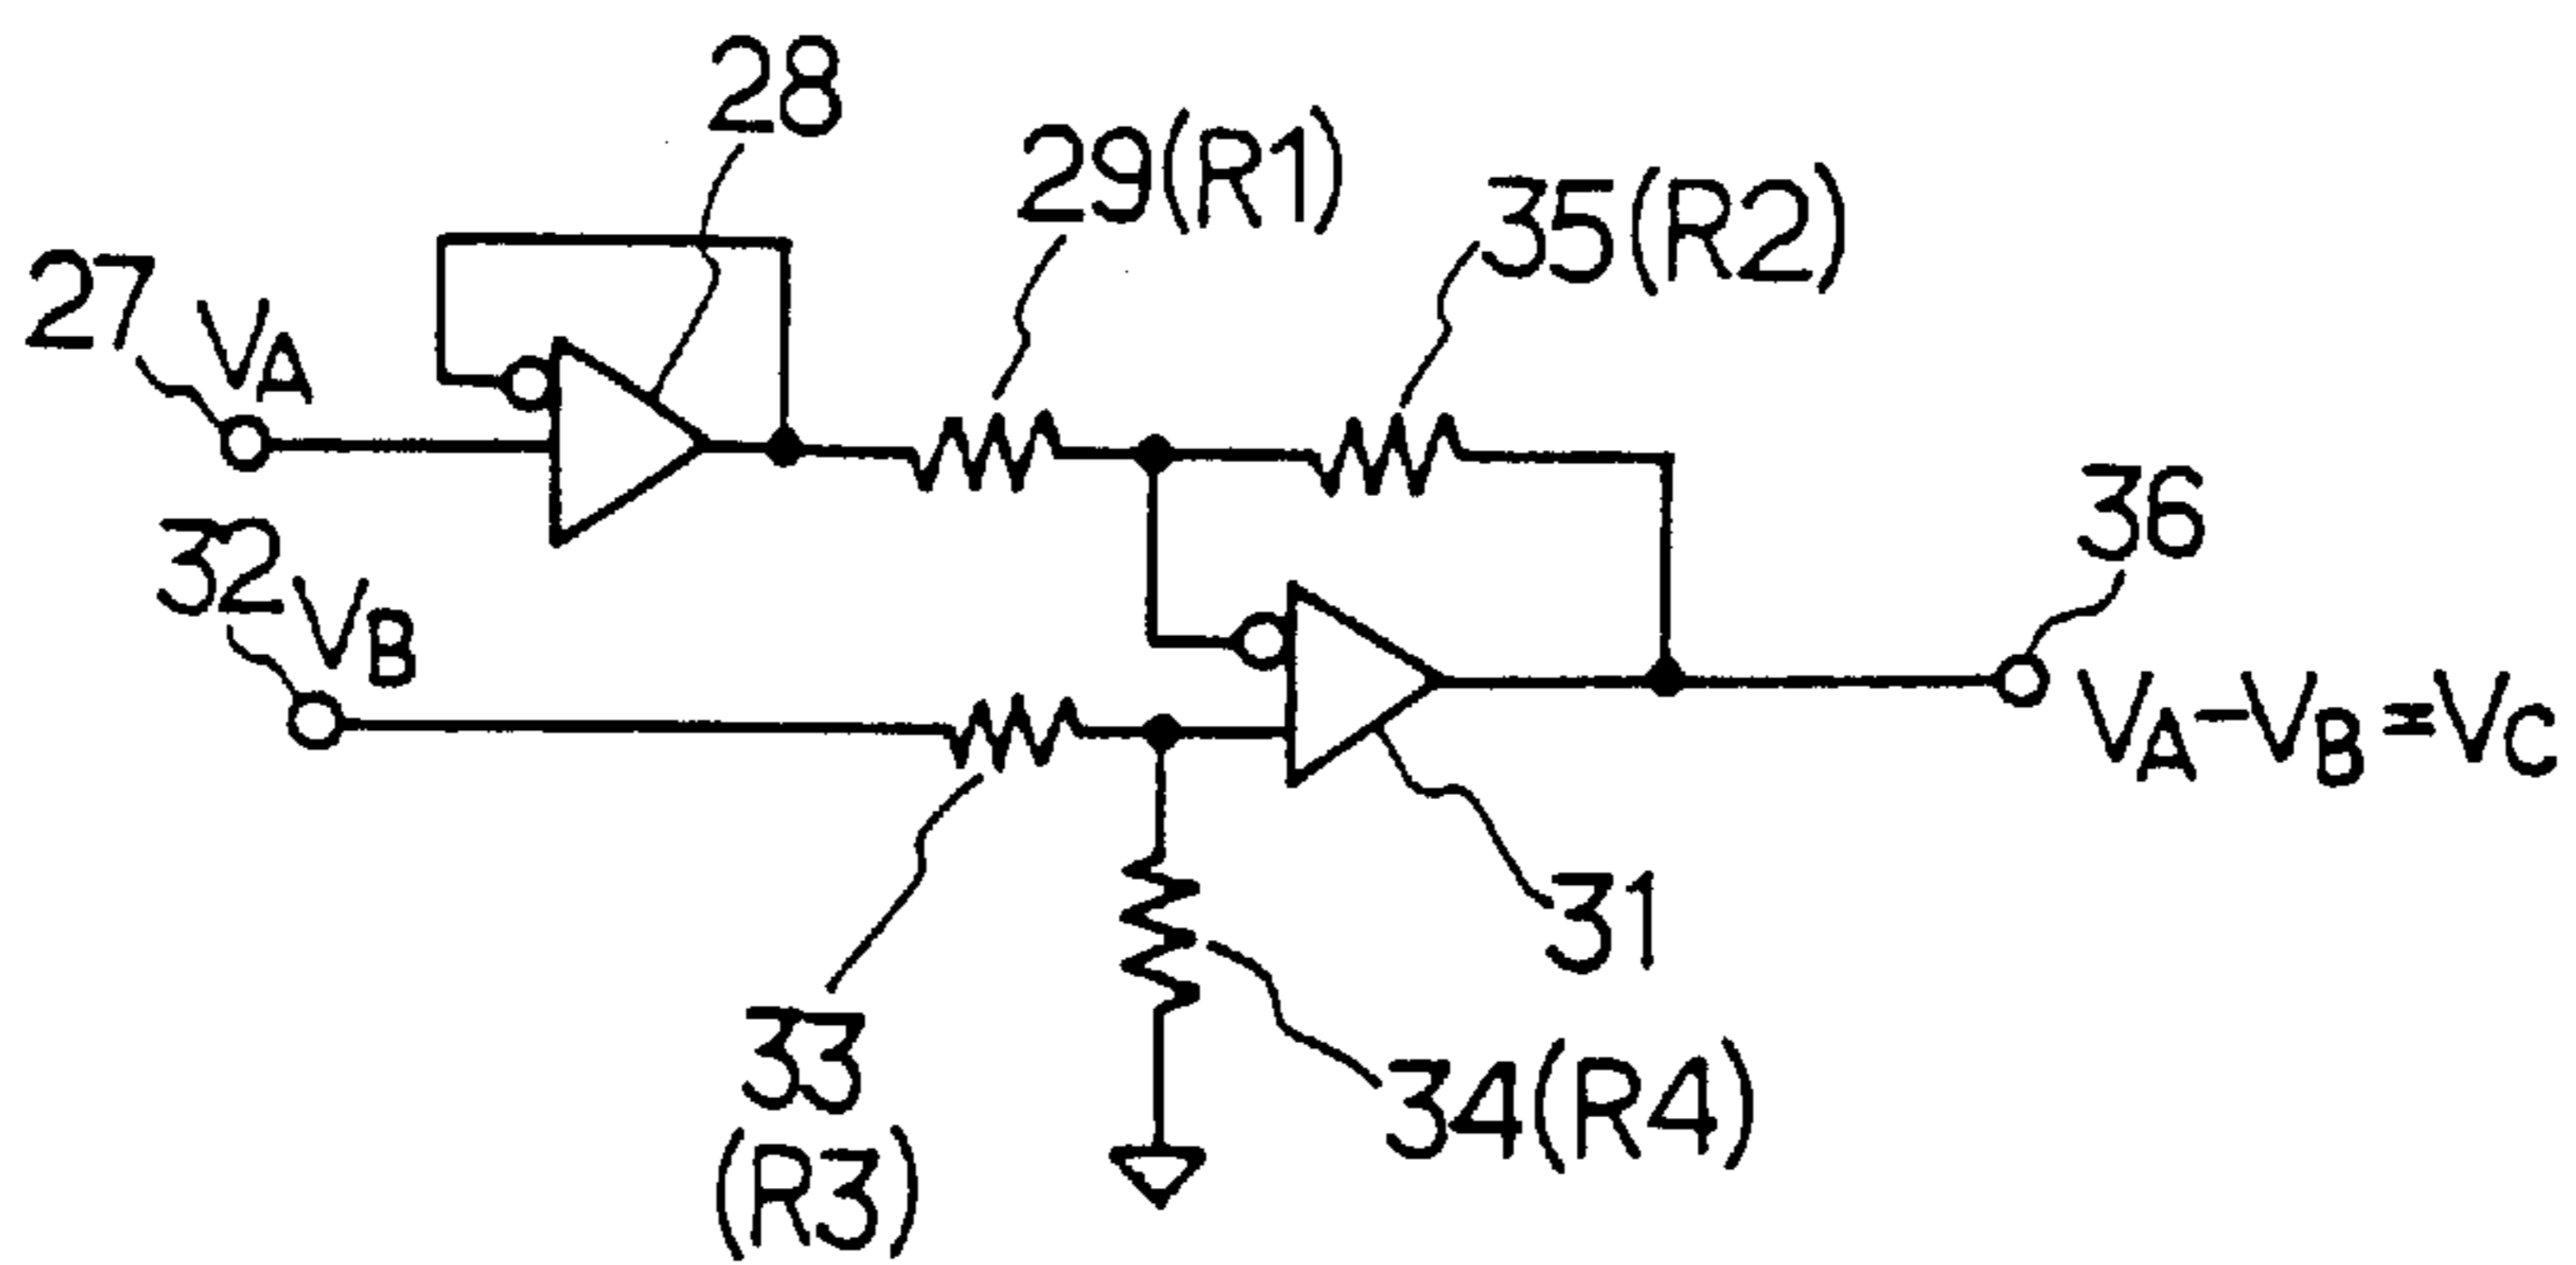 28
29(R1)
35(R2)
27
VA
36
32
VB
VA-VB=VC
31
33
(R3)
34(R4)